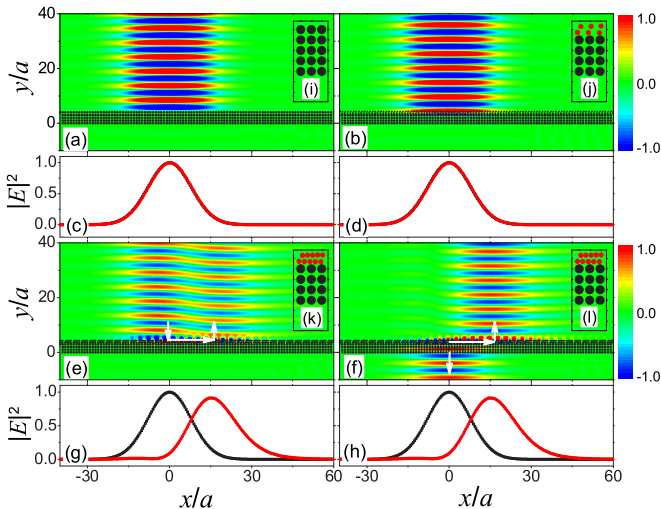 40
y/a
20
0
(i)
(j)
(a)
(b)
1.0
0.0
-1.0
1.0
|E|²
0.5
0.0
(c)
(d)
40
y/a
20
0
(k)
(l)
(e)
(f)
1.0
0.0
-1.0
1.0
|E|²
0.5
0.0
(g)
(h)
-30 0 30 60 -30 0 30 60
x/a x/a